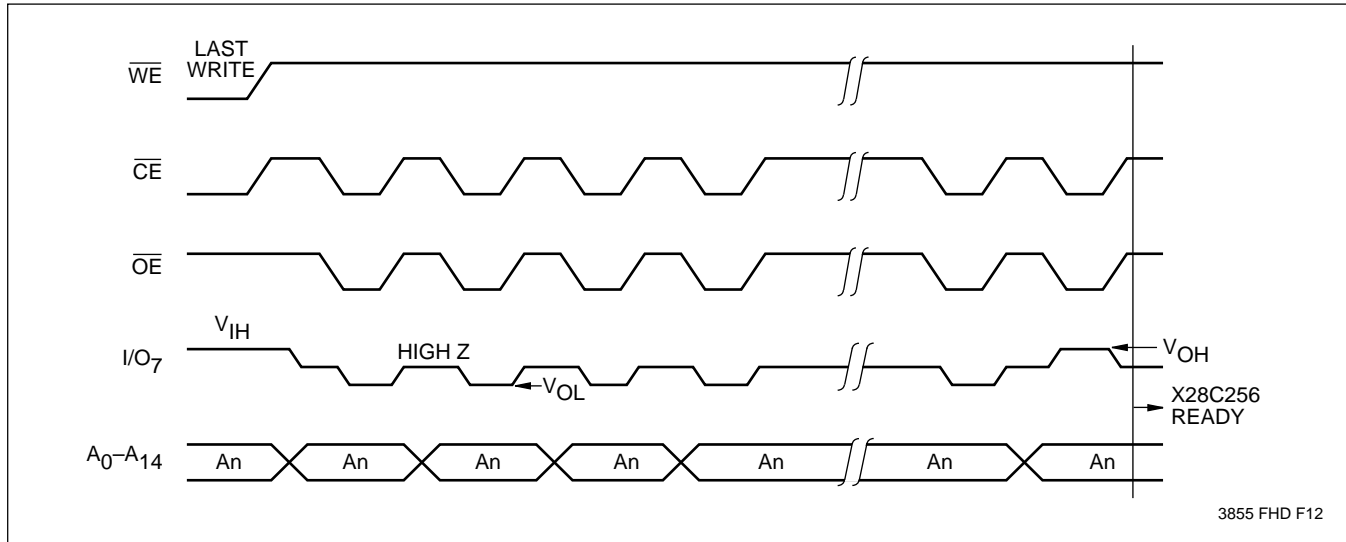 LAST
WRITE
WE
CE
OE
VIH
I/O7
HIGH Z
VOL
VOH
X28C256
READY
A0–A14
An An An An An An An
3855 FHD F12